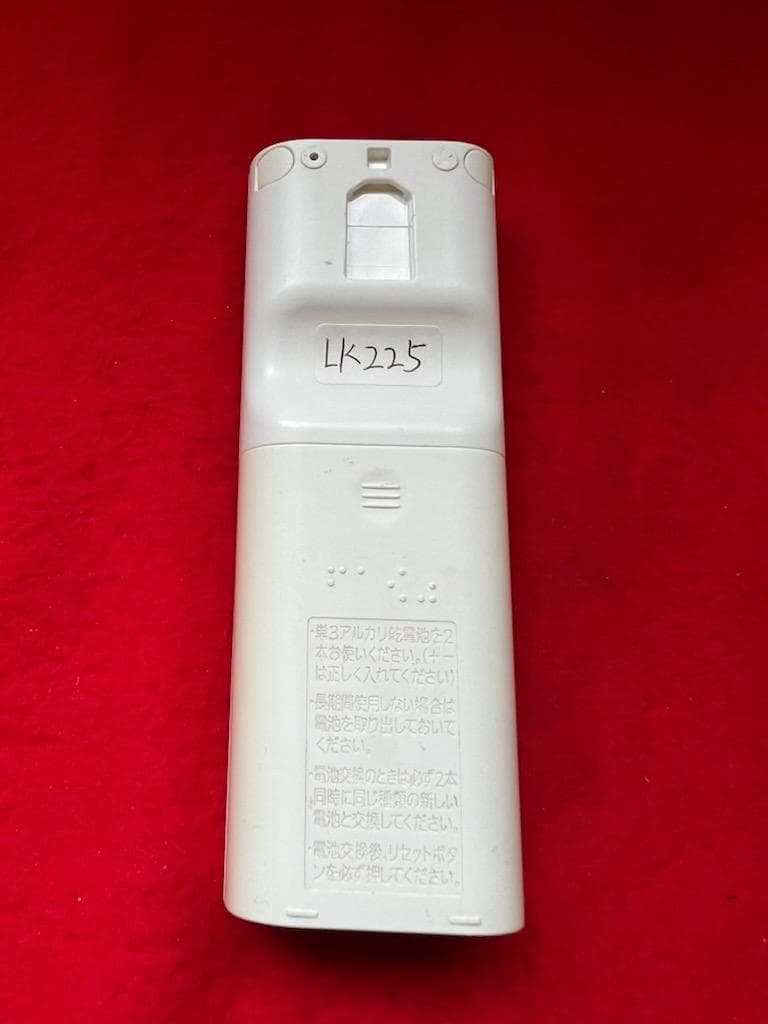 LK225
・単3アルカリ乾電池を2
本お使いください。(＋－
は正しく入れてください)
・長期間使用しない場合は
電池を取り出しておいて
ください。
・電池交換のときは必ず2本
同時に同じ種類の新しい
電池と交換してください。
・電池交換後、リセットボタ
ンを必ず押してください。